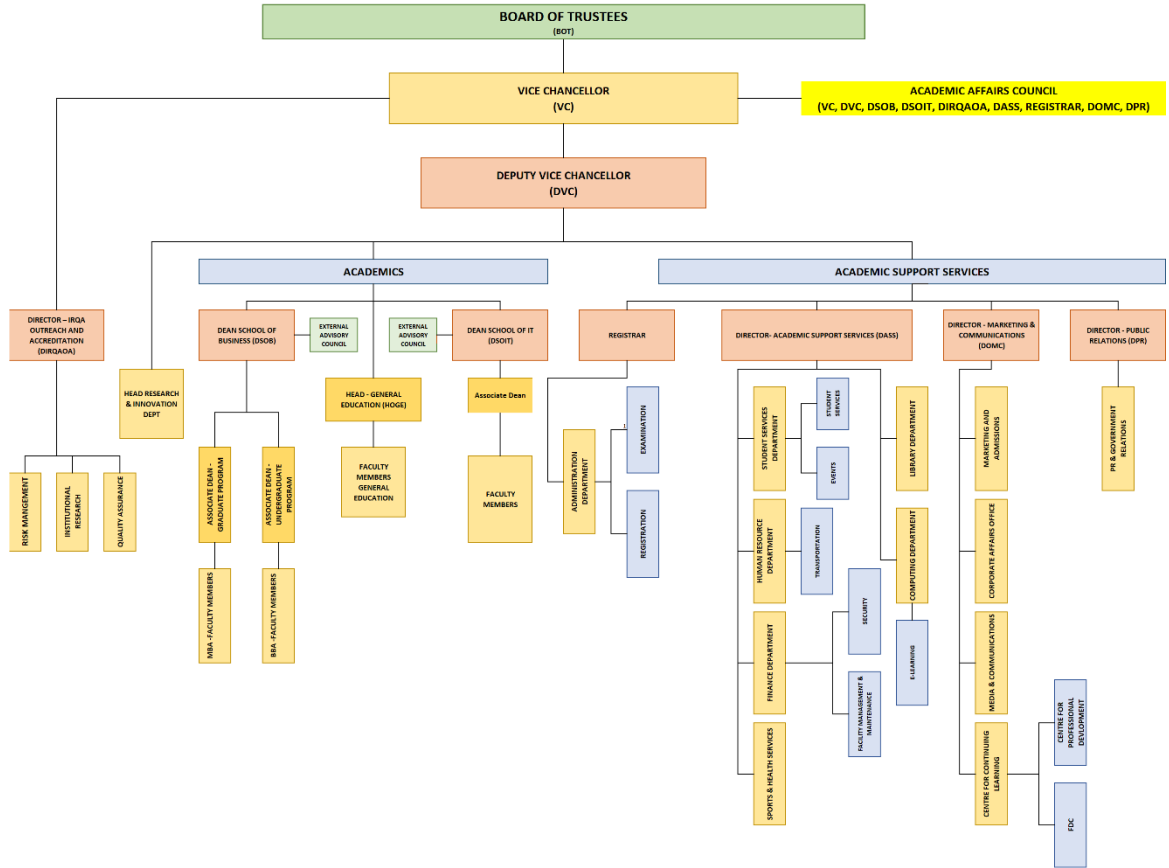 BOARD OF TRUSTEES
(BOT)
VICE CHANCELLOR
(VC)
ACADEMIC AFFAIRS COUNCIL
(VC, DVC, DSOB, DSOIT, DIRQAOA, DASS, REGISTRAR, DOMC, DPR)
DEPUTY VICE CHANCELLOR
(DVC)
ACADEMICS
ACADEMIC SUPPORT SERVICES
DIRECTOR – IRQA
OUTREACH AND
ACCREDITATION
(DIRQAOA)
DEAN SCHOOL OF
BUSINESS (DSOB)
EXTERNAL
ADVISORY
COUNCIL
EXTERNAL
ADVISORY
COUNCIL
DEAN SCHOOL OF IT
(DSOIT)
REGISTRAR
DIRECTOR- ACADEMIC SUPPORT SERVICES (DASS)
DIRECTOR - MARKETING &
COMMUNICATIONS
(DOMC)
DIRECTOR - PUBLIC
RELATIONS (DPR)
HEAD RESEARCH
& INNOVATION
DEPT
HEAD - GENERAL
EDUCATION (HOGE)
Associate Dean
RISK MANGEMENT
INSTITUTIONAL
RESEARCH
QUALITY ASSURANCE
ASSOCIATE DEAN -
GRADUATE PROGRAM
ASSOCIATE DEAN -
UNDERGRADUATE
PROGRAM
FACULTY
MEMBERS
GENERAL
EDUCATION
FACULTY
MEMBERS
MBA -FACULTY MEMBERS
BBA -FACULTY MEMBERS
ADMINISTRATION
DEPARTMENT
1
EXAMINATION
REGISTRATION
STUDENT SERVICES
DEPARTMENT
STUDENT
SERVICES
EVENTS
LIBRARY DEPARTMENT
HUMAN RESOURCE
DEPARTMENT
TRANSPORTATION
COMPUTING DEPARTMENT
E-LEARNING
FINANCE DEPARTMENT
SECURITY
FACILITY MANAGEMENT &
MAINTENANCE
SPORTS & HEALTH SERVICES
MARKETING AND
ADMISSIONS
CORPORATE AFFAIRS OFFICE
MEDIA & COMMUNICATIONS
CENTRE FOR CONTINUING
LEARNING
CENTRE FOR
PROFESSIONAL
DEVLOPMENT
FDC
PR & GOVERNMENT
RELATIONS